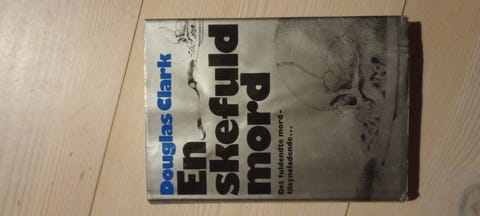 Douglas Clark
En
skefuld
mord
Det fuldendte mord -
tilsyneladende...